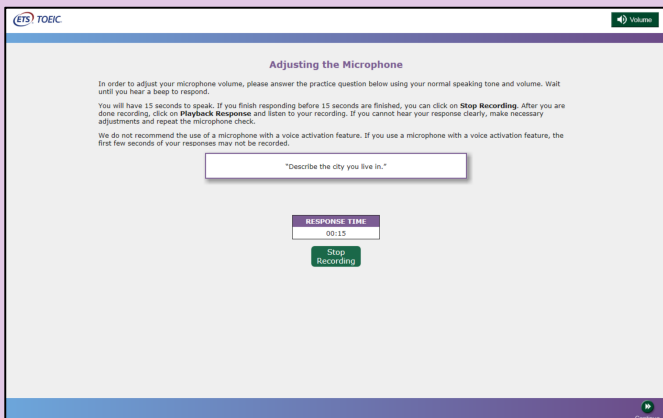 ETS TOEIC.
Volume
Adjusting the Microphone
In order to adjust your microphone volume, please answer the practice question below using your normal speaking tone and volume. Wait
until you hear a beep to respond.
You will have 15 seconds to speak. If you finish responding before 15 seconds are finished, you can click on Stop Recording. After you are
done recording, click on Playback Response and listen to your recording. If you cannot hear your response clearly, make necessary
adjustments and repeat the microphone check.
We do not recommend the use of a microphone with a voice activation feature. If you use a microphone with a voice activation feature, the
first few seconds of your responses may not be recorded.
"Describe the city you live in."
RESPONSE TIME
00:15
Stop
Recording